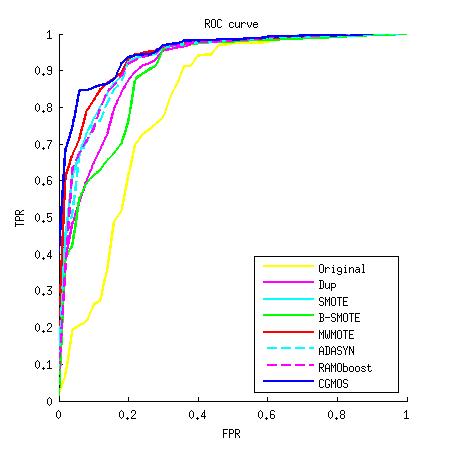 ROC curve
1
0.9
0.8
0.7
0.6
0.5
0.4
0.3
0.2
0.1
0
TPR
Original
Dup
SMOTE
B-SMOTE
MWMOTE
ADASYN
RAMOboost
CGMOS
0 0.2 0.4 0.6 0.8 1
FPR